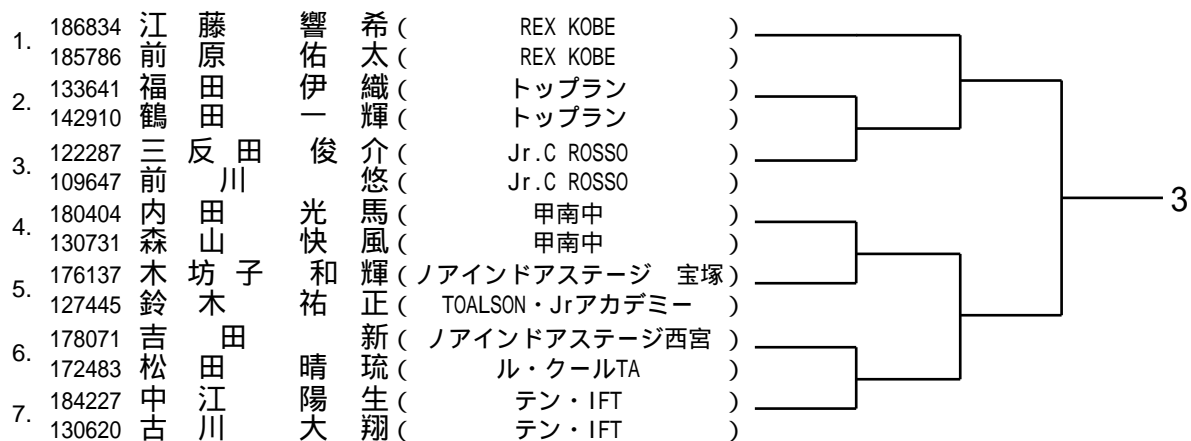 1. 186834 江 藤 響 希( REX KOBE )
185786 前 原 佑 太( REX KOBE )
2. 133641 福 田 伊 織( トップラン )
142910 鶴 田 一 輝( トップラン )
3. 122287 三 反 田 俊 介( Jr.C ROSSO )
109647 前 川 悠( Jr.C ROSSO )
4. 180404 内 田 光 馬( 甲南中 )
130731 森 山 快 風( 甲南中 )
5. 176137 木 坊 子 和 輝(ノアインドアステージ 宝塚)
127445 鈴 木 祐 正( TOALSON・Jrアカデミー )
6. 178071 吉 田 新( ノアインドアステージ西宮 )
172483 松 田 晴 琉( ル・クールTA )
7. 184227 中 江 陽 生( テン・IFT )
130620 古 川 大 翔( テン・IFT )
3